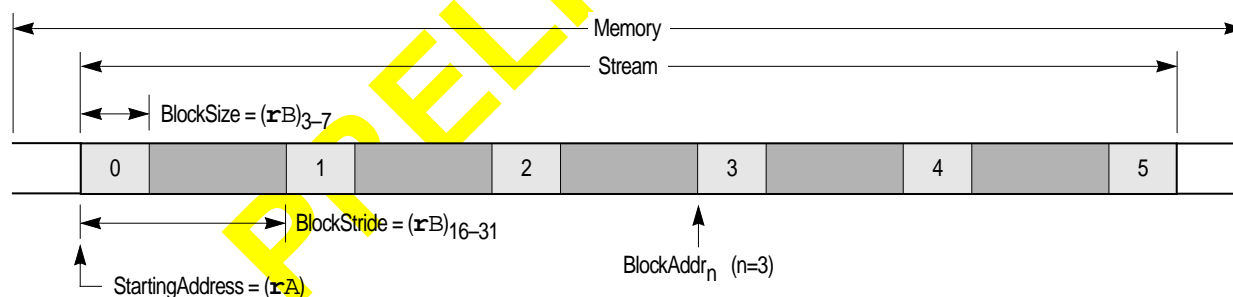 Memory
Stream
BlockSize = (rB)3–7
0 1 2 3 4 5
BlockStride = (rB)16–31
BlockAddrn (n=3)
StartingAddress = (rA)